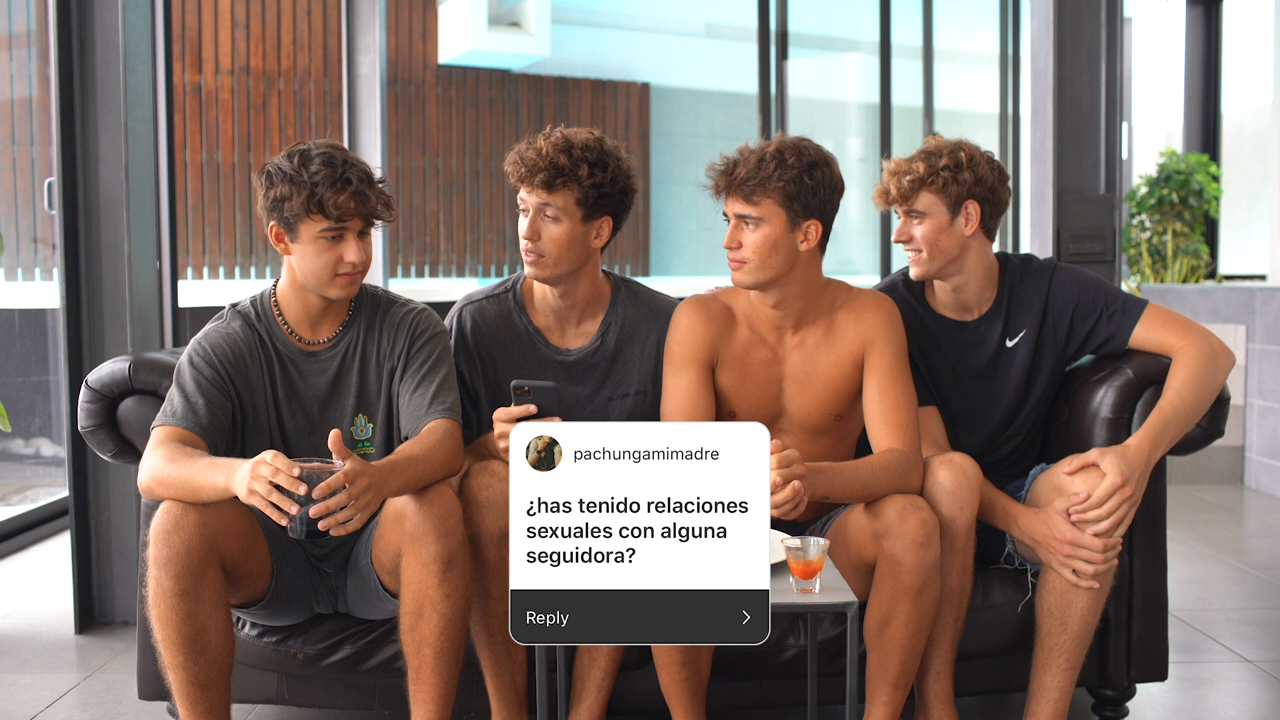 pachungamimadre
¿has tenido relaciones
sexuales con alguna
seguidora?
Reply